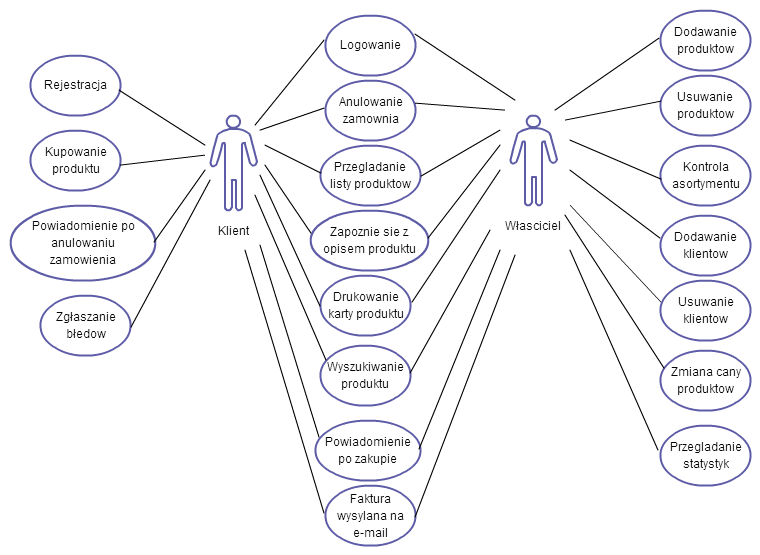 Rejestracja
Kupowanie
produktu
Powiadomienie po
anulowaniu
zamowienia
Zgłaszanie
błedow
Klient
Logowanie
Anulowanie
zamownia
Przegladanie
listy produktow
Zapoznie sie z
opisem produktu
Drukowanie
karty produktu
Wyszukiwanie
produktu
Powiadomienie
po zakupie
Faktura
wysylana na
e-mail
Własciciel
Dodawanie
produktow
Usuwanie
produktow
Kontrola
asortymentu
Dodawanie
klientow
Usuwanie
klientow
Zmiana cany
produktow
Przegladanie
statystyk